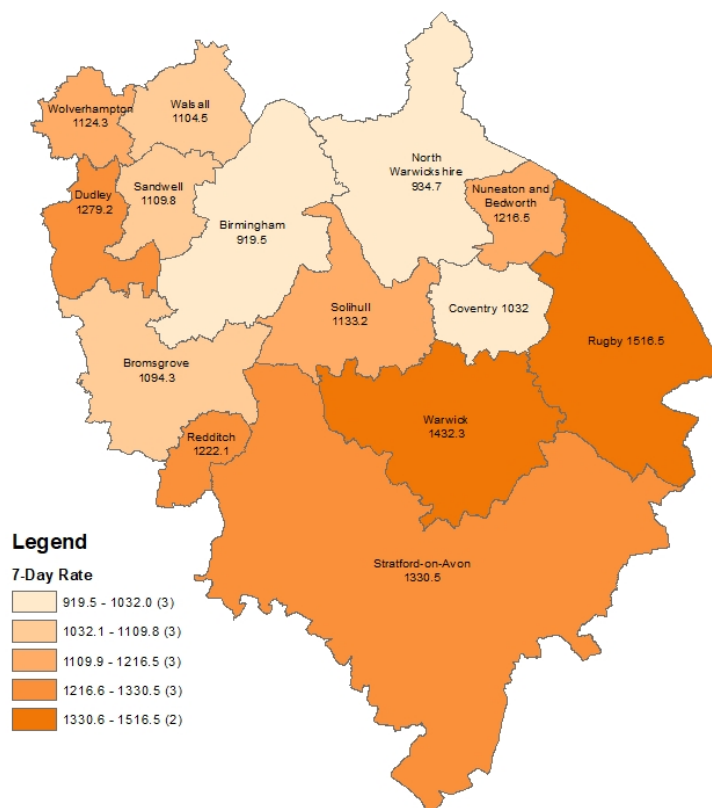 Wolverhampton
1124.3
Walsall
1104.5
North
Warwickshire
934.7
Nuneaton and
Bedworth
1216.5
Dudley
1279.2
Sandwell
1109.8
Birmingham
919.5
Solihull
1133.2
Coventry 1032
Rugby 1516.5
Bromsgrove
1094.3
Warwick
1432.3
Redditch
1222.1
Stratford-on-Avon
1330.5
Legend
7-Day Rate
919.5 - 1032.0 (3)
1032.1 - 1109.8 (3)
1109.9 - 1216.5 (3)
1216.6 - 1330.5 (3)
1330.6 - 1516.5 (2)